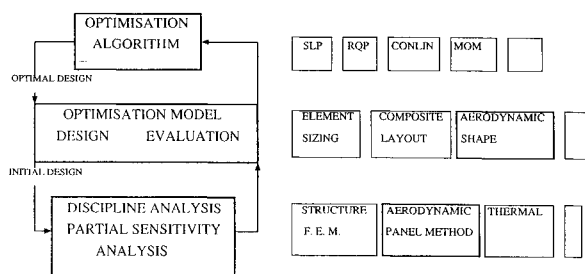 OPTIMISATION
ALGORITHM
SLP RQP CONLIN MOM
OPTIMAL DESIGN
OPTIMISATION MODEL
DESIGN EVALUATION
ELEMENT
SIZING
COMPOSITE
LAYOUT
AERODYNAMIC
SHAPE
INITIAL DESIGN
DISCIPLINE ANALYSIS
PARTIAL SENSITIVITY
ANALYSIS
STRUCTURE
F. E. M.
AERODYNAMIC
PANEL METHOD
THERMAL